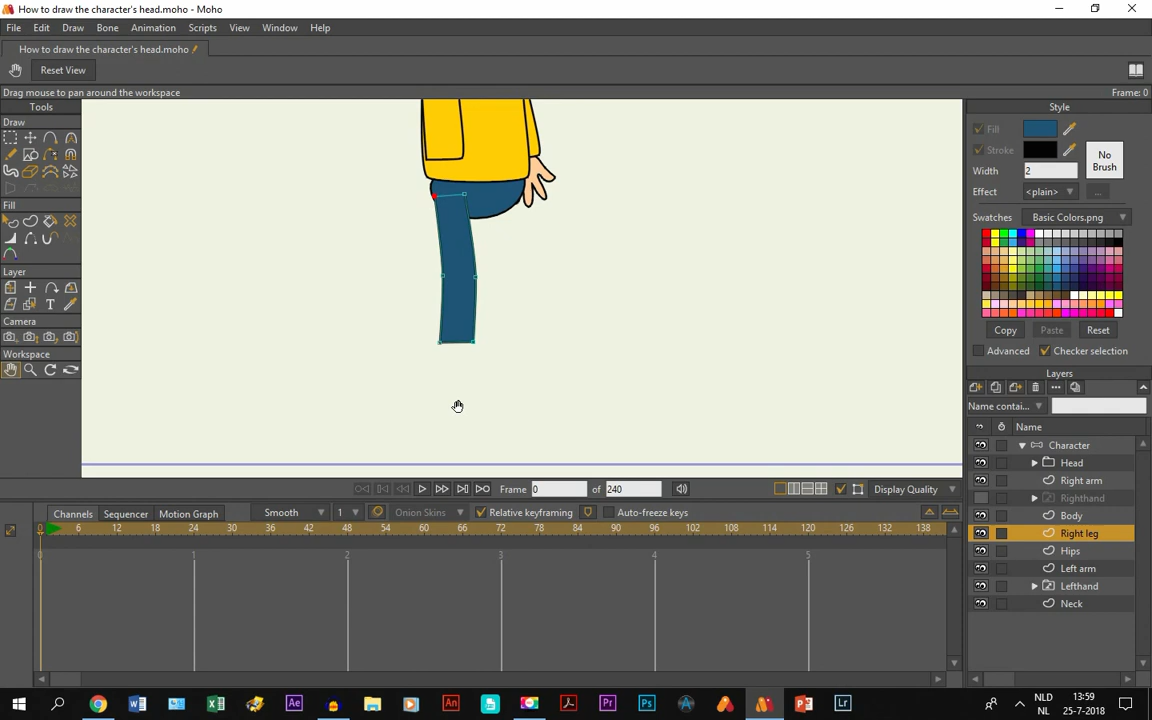 How to draw the character's head.moho - Moho
File Edit Draw Bone Animation Scripts View Window Help
How to draw the character's head.moho
Reset View
Drag mouse to pan around the workspace
Frame: 0
Tools
Draw
Fill
Layer
Camera
Workspace
Style
Fill
Stroke
No Brush
Width 2
Effect <plain> ...
Swatches Basic Colors.png
Copy Paste Reset
Advanced Checker selection
Layers
Name contai...
Name
Character
Head
Right arm
Righthand
Body
Right leg
Hips
Left arm
Lefthand
Neck
Frame 0 of 240 Display Quality
Channels Sequencer Motion Graph Smooth 1 Onion Skins Relative keyframing Auto-freeze keys
0 6 12 18 24 30 36 42 48 54 60 66 72 78 84 90 96 102 108 114 120 126 132 138
0 1 2 3 4 5
NLD 13:59
NL 25-7-2018